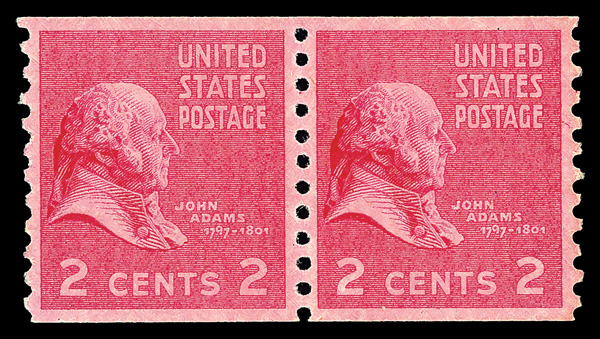 UNITED
STATES
POSTAGE
JOHN
ADAMS
1797-1801
2 CENTS 2
UNITED
STATES
POSTAGE
JOHN
ADAMS
1797-1801
2 CENTS 2